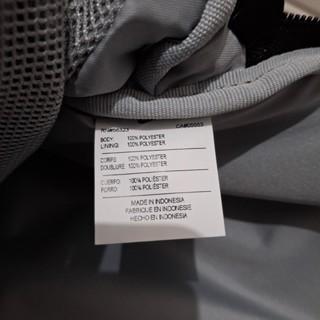 BODY: 100% POLYESTER
LINING: 100% POLYESTER
CORPS: 100% POLYESTER
DOUBLURE: 100% POLYESTER
CUERPO: 100% POLIÉSTER
FORRO: 100% POLIÉSTER
MADE IN INDONESIA
FABRIQUÉ EN INDONESIE
HECHO EN INDONESIA